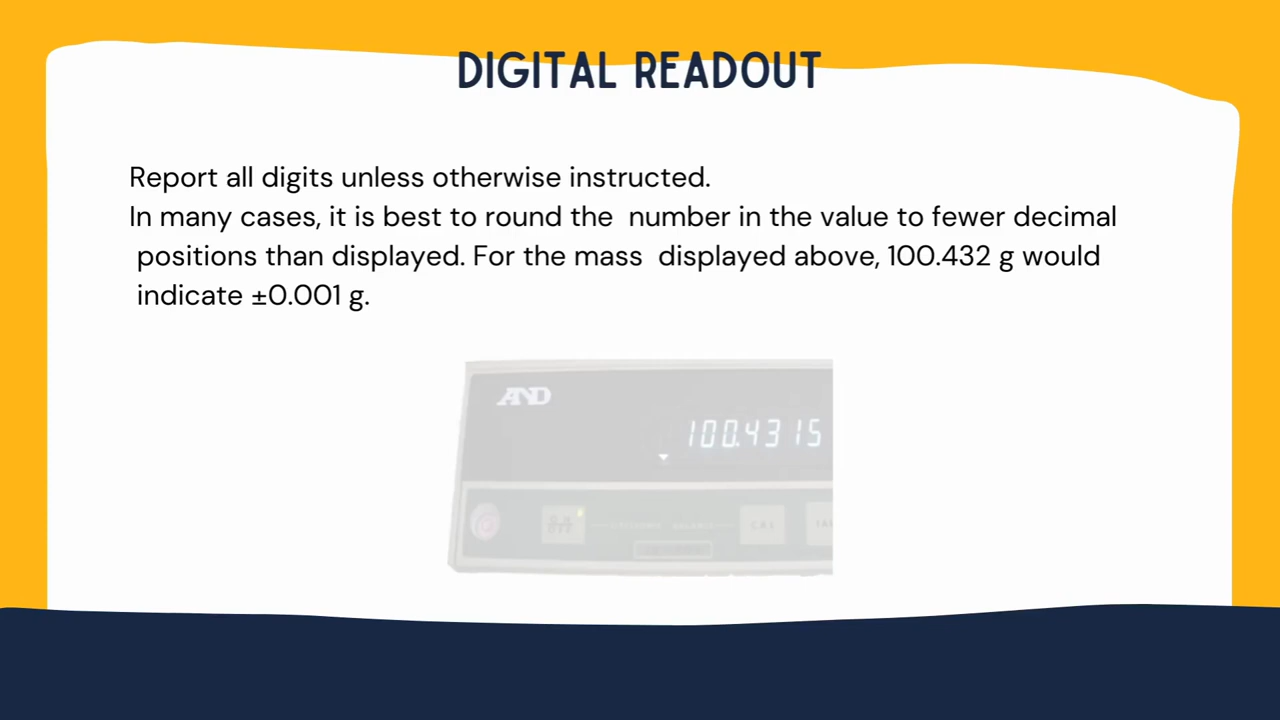 DIGITAL READOUT
Report all digits unless otherwise instructed.
In many cases, it is best to round the number in the value to fewer decimal
positions than displayed. For the mass displayed above, 100.432 g would
indicate ±0.001 g.
AND
100.4315
CAL